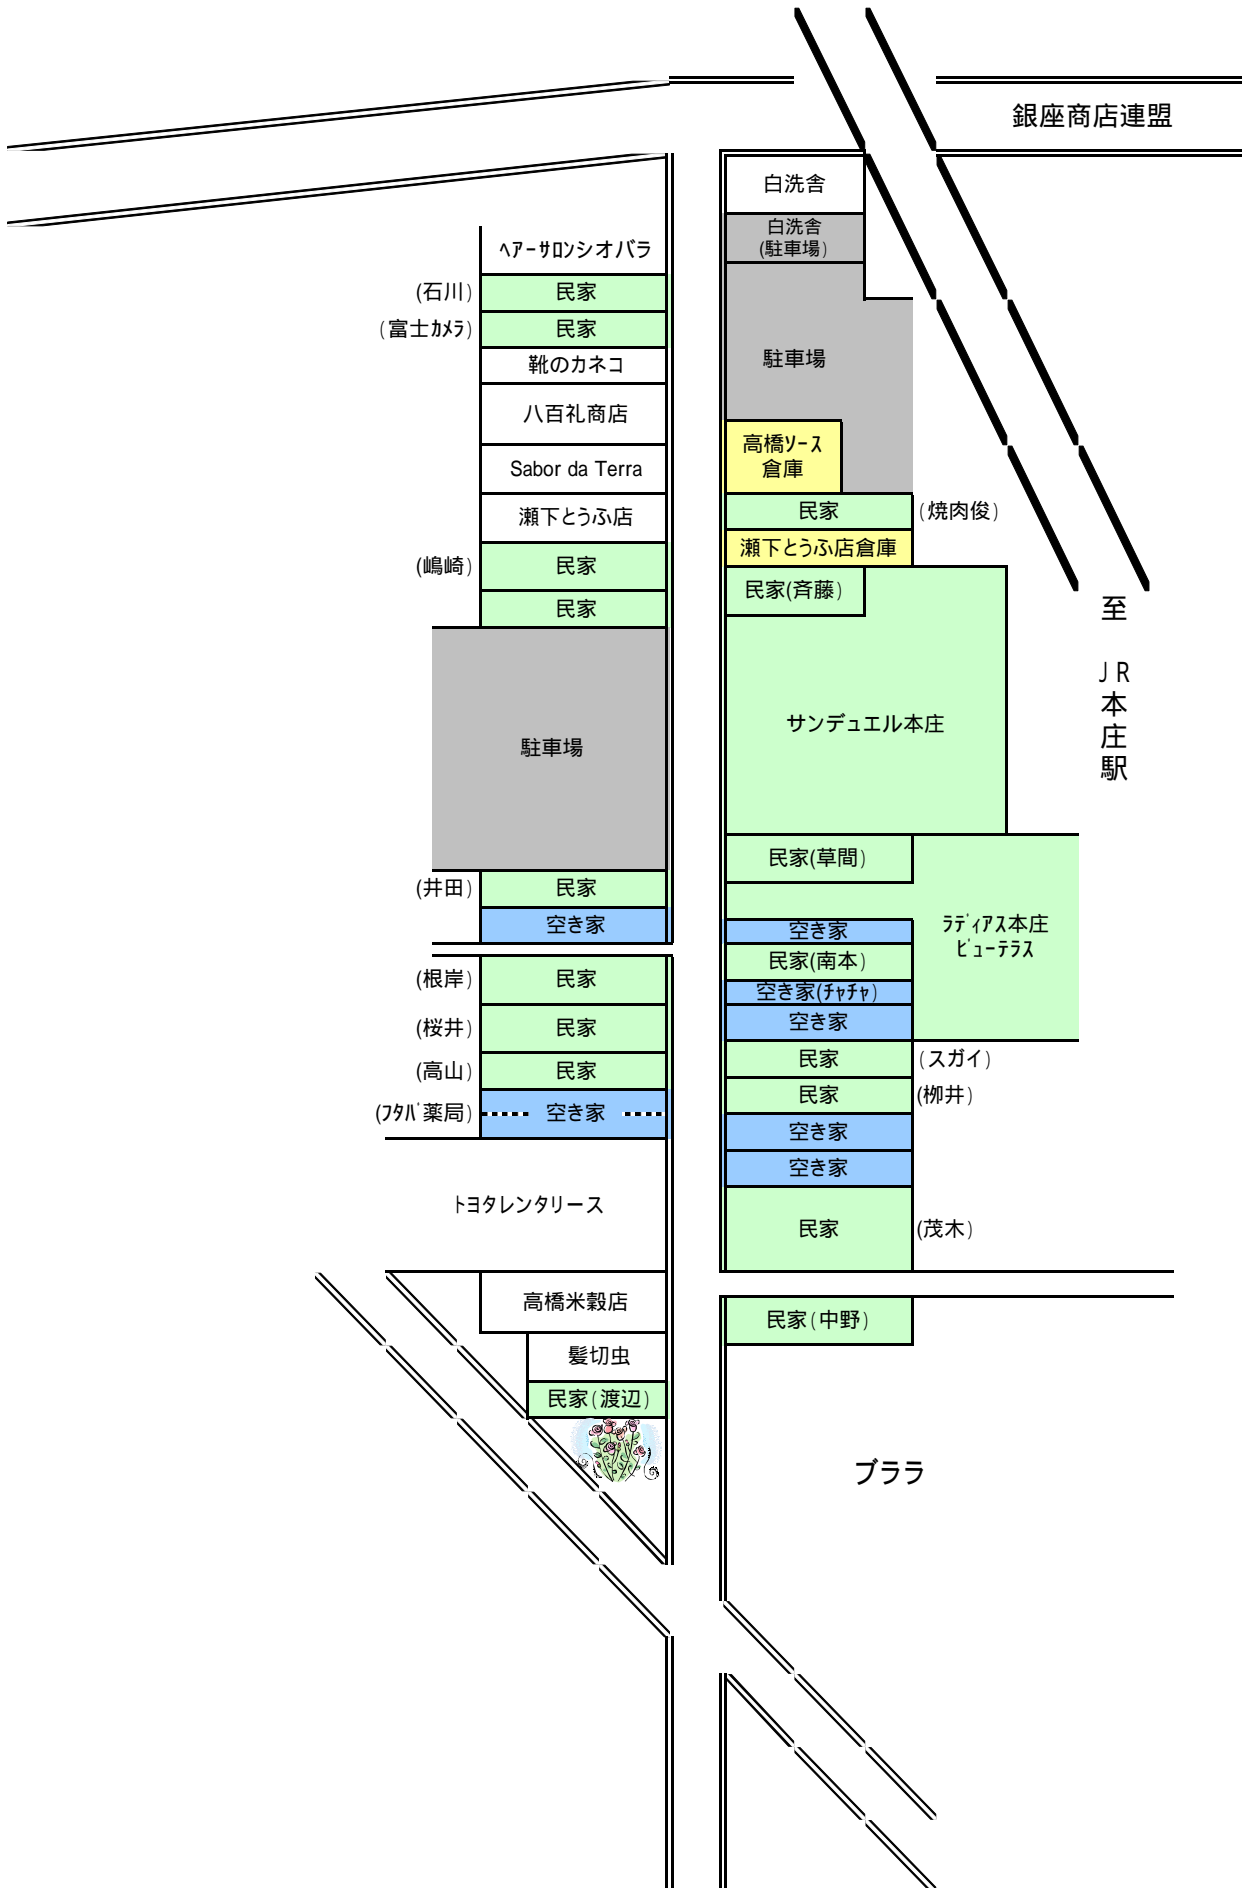 銀座商店連盟
白洗舎
白洗舎
(駐車場)
ﾍｱｰｻﾛﾝシオバラ
(石川)
民家
(富士ｶﾒﾗ)
民家
靴のカネコ
駐車場
八百礼商店
高橋ｿｰｽ
倉庫
Sabor da Terra
瀬下とうふ店
民家
(焼肉俊)
瀬下とうふ店倉庫
(嶋崎)
民家
民家(斉藤)
民家
至
JR
本
庄
駅
サンデュエル本庄
駐車場
民家(草間)
(井田)
民家
空き家
空き家
ﾗﾃﾞｨｱｽ本庄
ﾋﾞｭｰﾃﾗｽ
民家(南本)
(根岸)
民家
空き家(ﾁｬﾁｬ)
空き家
(桜井)
民家
(高山)
民家
民家
(スガイ)
民家
(栁井)
(ﾌﾀﾊﾞ薬局)
空き家
空き家
空き家
トヨタレンタリース
民家
(茂木)
高橋米穀店
民家(中野)
髪切虫
民家(渡辺)
ブララ